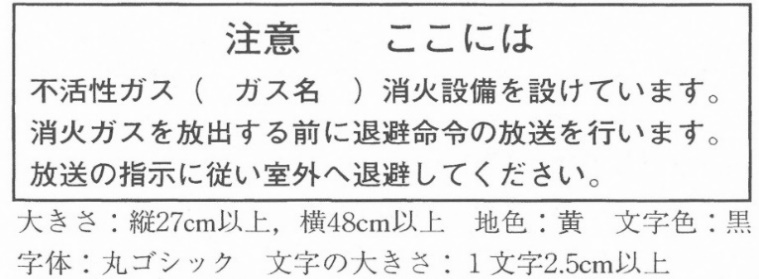 注意　　ここには
不活性ガス（　ガス名　）消火設備を設けています。
消火ガスを放出する前に退避命令の放送を行います。
放送の指示に従い室外へ退避してください。
大きさ：縦27cm以上，横48cm以上　地色：黄　文字色：黒
字体：丸ゴシック　文字の大きさ：１文字2.5cm以上